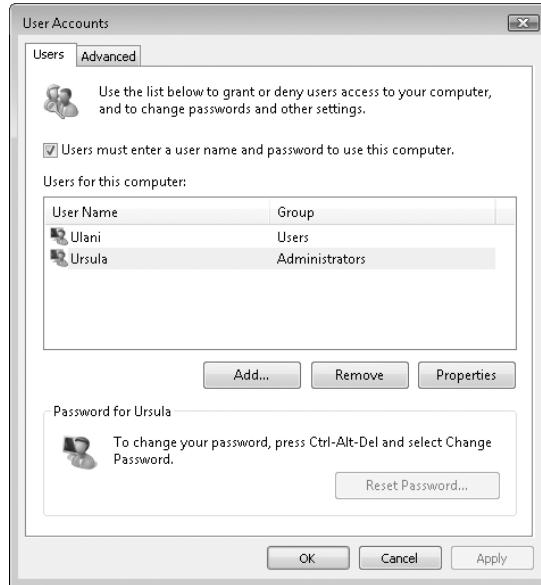 User Accounts
Users
Advanced
Use the list below to grant or deny users access to your computer,
and to change passwords and other settings.
Users must enter a user name and password to use this computer.
Users for this computer:
User Name Group
Ulani Users
Ursula Administrators
Add... Remove Properties
Password for Ursula
To change your password, press Ctrl-Alt-Del and select Change
Password.
Reset Password...
OK Cancel Apply